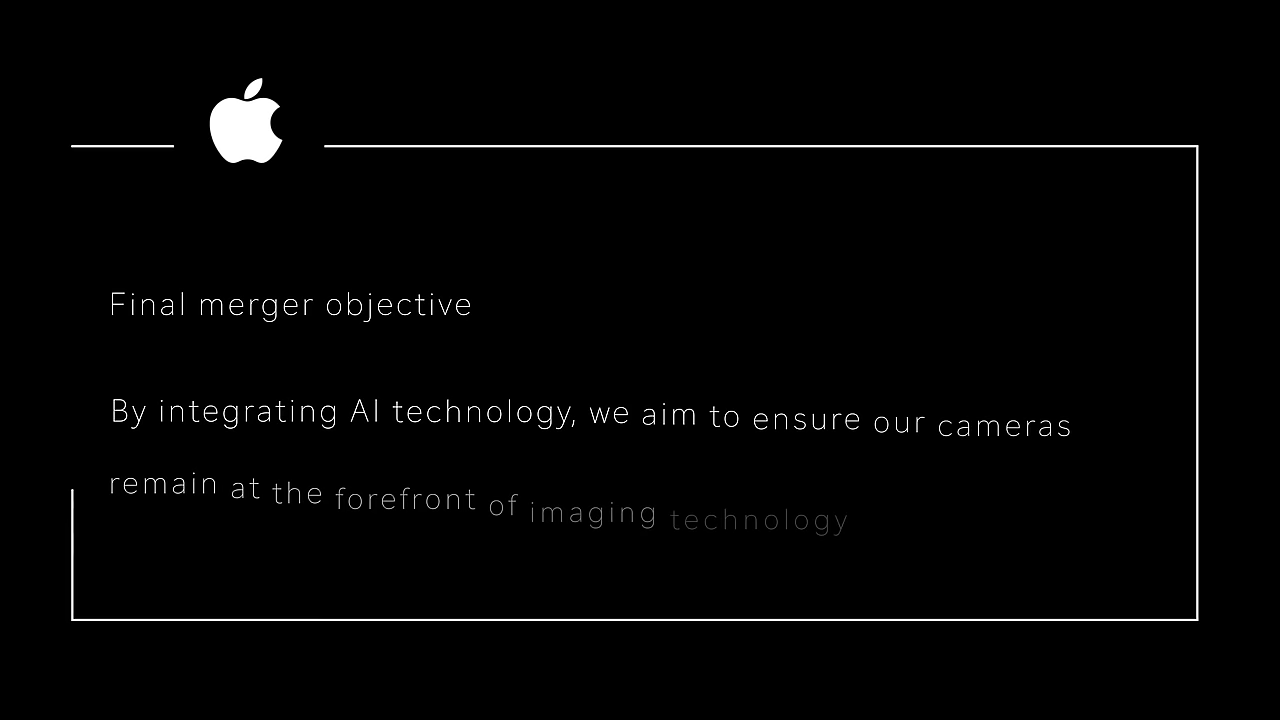 Final merger objective
By integrating AI technology, we aim to ensure our cameras
remain at the forefront of imaging technology